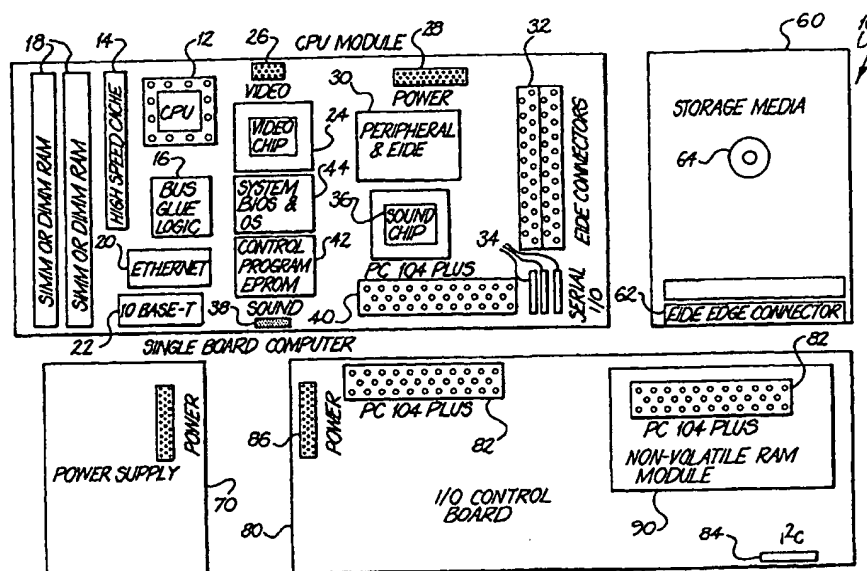 18
14
12
26
CPU MODULE
28
32
60
10
SIMM OR DIMM RAM
SIMM OR DIMM RAM
HIGH SPEED CACHE
CPU
VIDEO
POWER
30
VIDEO CHIP
24
PERIPHERAL & EIDE
EIDE CONNECTORS
STORAGE MEDIA
64
16
BUS GLUE LOGIC
44
SYSTEM BIOS & OS
36
SOUND CHIP
34
20
ETHERNET
CONTROL PROGRAM EPROM
42
PC 104 PLUS
SERIAL I/O
10 BASE-T
SOUND
38
40
62
EIDE EDGE CONNECTOR
22
SINGLE BOARD COMPUTER
82
POWER
POWER SUPPLY
70
86
POWER
PC 104 PLUS
82
PC 104 PLUS
NON-VOLATILE RAM MODULE
I/O CONTROL BOARD
80
90
84
I²C